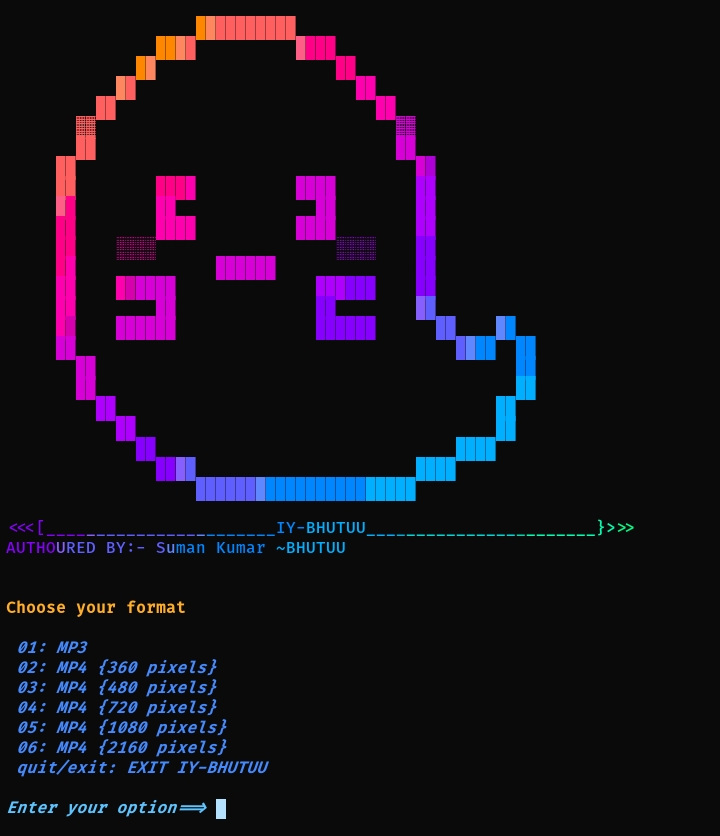 <<<[_______________________IY-BHUTUU_______________________}>>>
AUTHOURED BY:- Suman Kumar ~BHUTUU
Choose your format
01: MP3
02: MP4 {360 pixels}
03: MP4 {480 pixels}
04: MP4 {720 pixels}
05: MP4 {1080 pixels}
06: MP4 {2160 pixels}
quit/exit: EXIT IY-BHUTUU
Enter your option==>